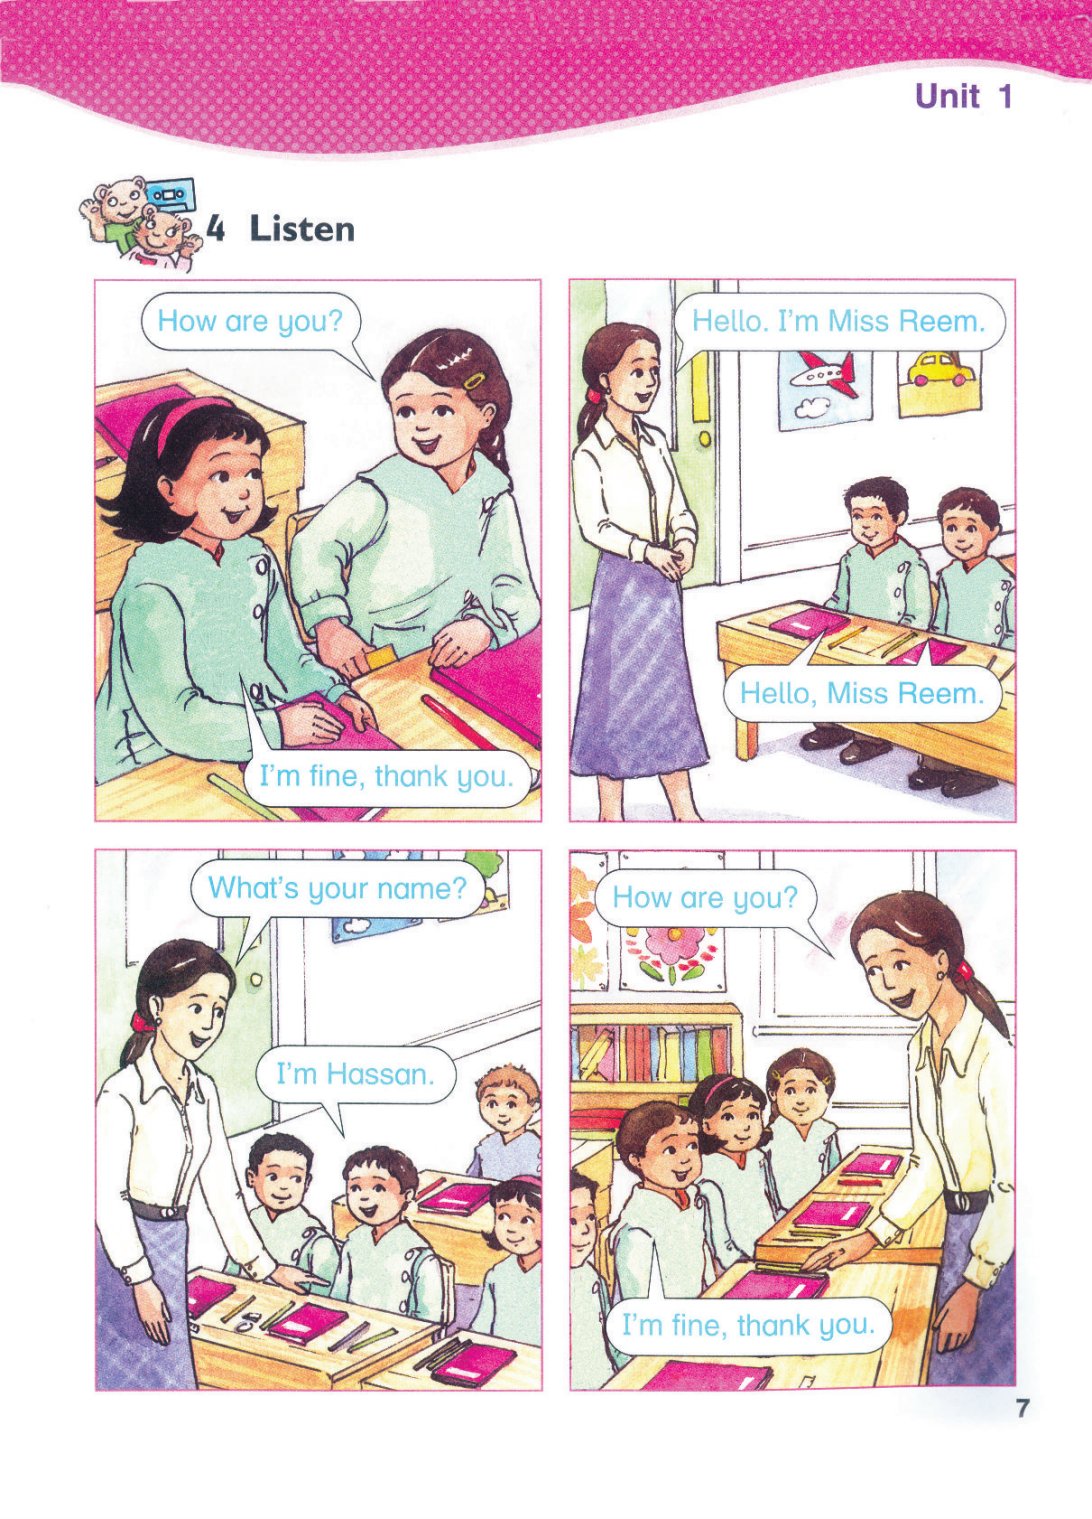 Unit 1
4 Listen
How are you?
I'm fine, thank you.
Hello. I'm Miss Reem.
Hello, Miss Reem.
What's your name?
I'm Hassan.
How are you?
I'm fine, thank you.
7